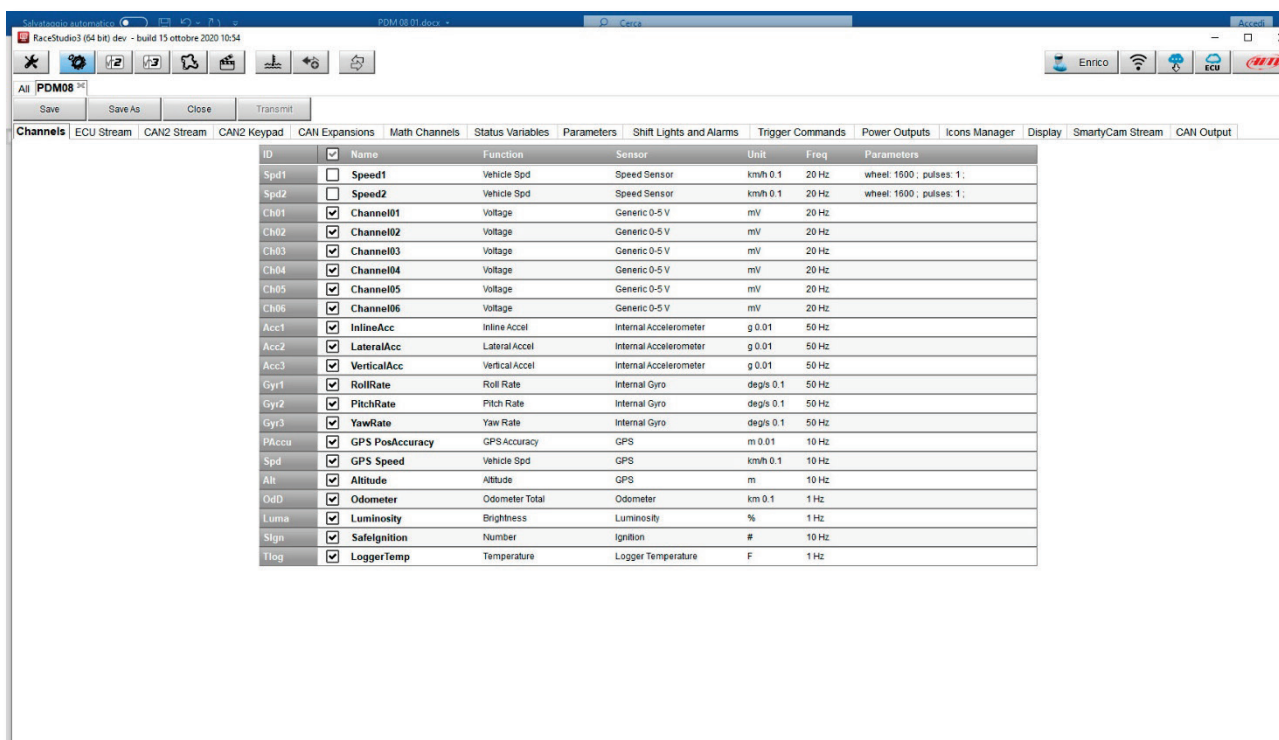 Salvataggio automatico PDM 08 01.docx Cerca Accedi
RaceStudio3 (64 bit) dev - build 15 ottobre 2020 10:54
2 3 Enrico ECU
All PDM08
Save Save As Close Transmit
Channels ECU Stream CAN2 Stream CAN2 Keypad CAN Expansions Math Channels Status Variables Parameters Shift Lights and Alarms Trigger Commands Power Outputs Icons Manager Display SmartyCam Stream CAN Output
ID Name Function Sensor Unit Freq Parameters
Spd1 Speed1 Vehicle Spd Speed Sensor km/h 0.1 20 Hz wheel: 1600 ; pulses: 1 ;
Spd2 Speed2 Vehicle Spd Speed Sensor km/h 0.1 20 Hz wheel: 1600 ; pulses: 1 ;
Ch01 Channel01 Voltage Generic 0-5 V mV 20 Hz
Ch02 Channel02 Voltage Generic 0-5 V mV 20 Hz
Ch03 Channel03 Voltage Generic 0-5 V mV 20 Hz
Ch04 Channel04 Voltage Generic 0-5 V mV 20 Hz
Ch05 Channel05 Voltage Generic 0-5 V mV 20 Hz
Ch06 Channel06 Voltage Generic 0-5 V mV 20 Hz
Acc1 InlineAcc Inline Accel Internal Accelerometer g 0.01 50 Hz
Acc2 LateralAcc Lateral Accel Internal Accelerometer g 0.01 50 Hz
Acc3 VerticalAcc Vertical Accel Internal Accelerometer g 0.01 50 Hz
Gyr1 RollRate Roll Rate Internal Gyro deg/s 0.1 50 Hz
Gyr2 PitchRate Pitch Rate Internal Gyro deg/s 0.1 50 Hz
Gyr3 YawRate Yaw Rate Internal Gyro deg/s 0.1 50 Hz
PAccu GPS PosAccuracy GPS Accuracy GPS m 0.01 10 Hz
Spd GPS Speed Vehicle Spd GPS km/h 0.1 10 Hz
Alt Altitude Altitude GPS m 10 Hz
OdD Odometer Odometer Total Odometer km 0.1 1 Hz
Luma Luminosity Brightness Luminosity % 1 Hz
SIgn SafeIgnition Number Ignition # 10 Hz
Tlog LoggerTemp Temperature Logger Temperature F 1 Hz